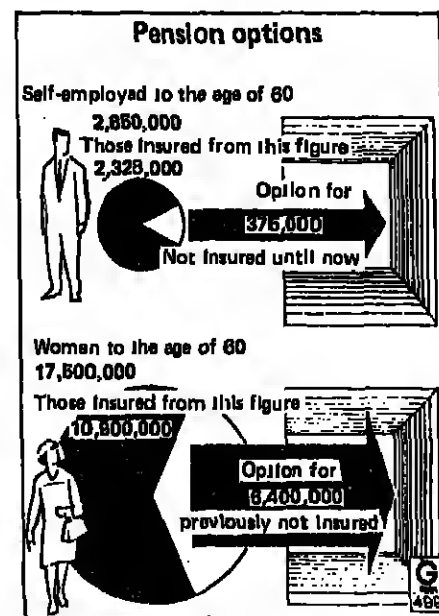 Pension options
Self-employed to the age of 60
2,850,000
Those insured from this figure
2,325,000
Option for
375,000
Not insured until now
Women to the age of 60
17,500,000
Those insured from this figure
10,900,000
Option for
6,400,000
previously not insured
G